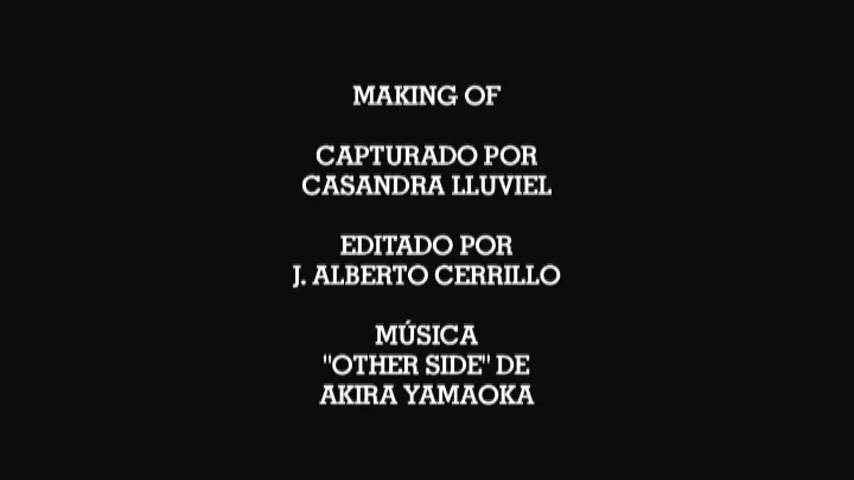 MAKING OF
CAPTURADO POR
CASANDRA LLUVIEL
EDITADO POR
J. ALBERTO CERRILLO
MÚSICA
"OTHER SIDE" DE
AKIRA YAMAOKA